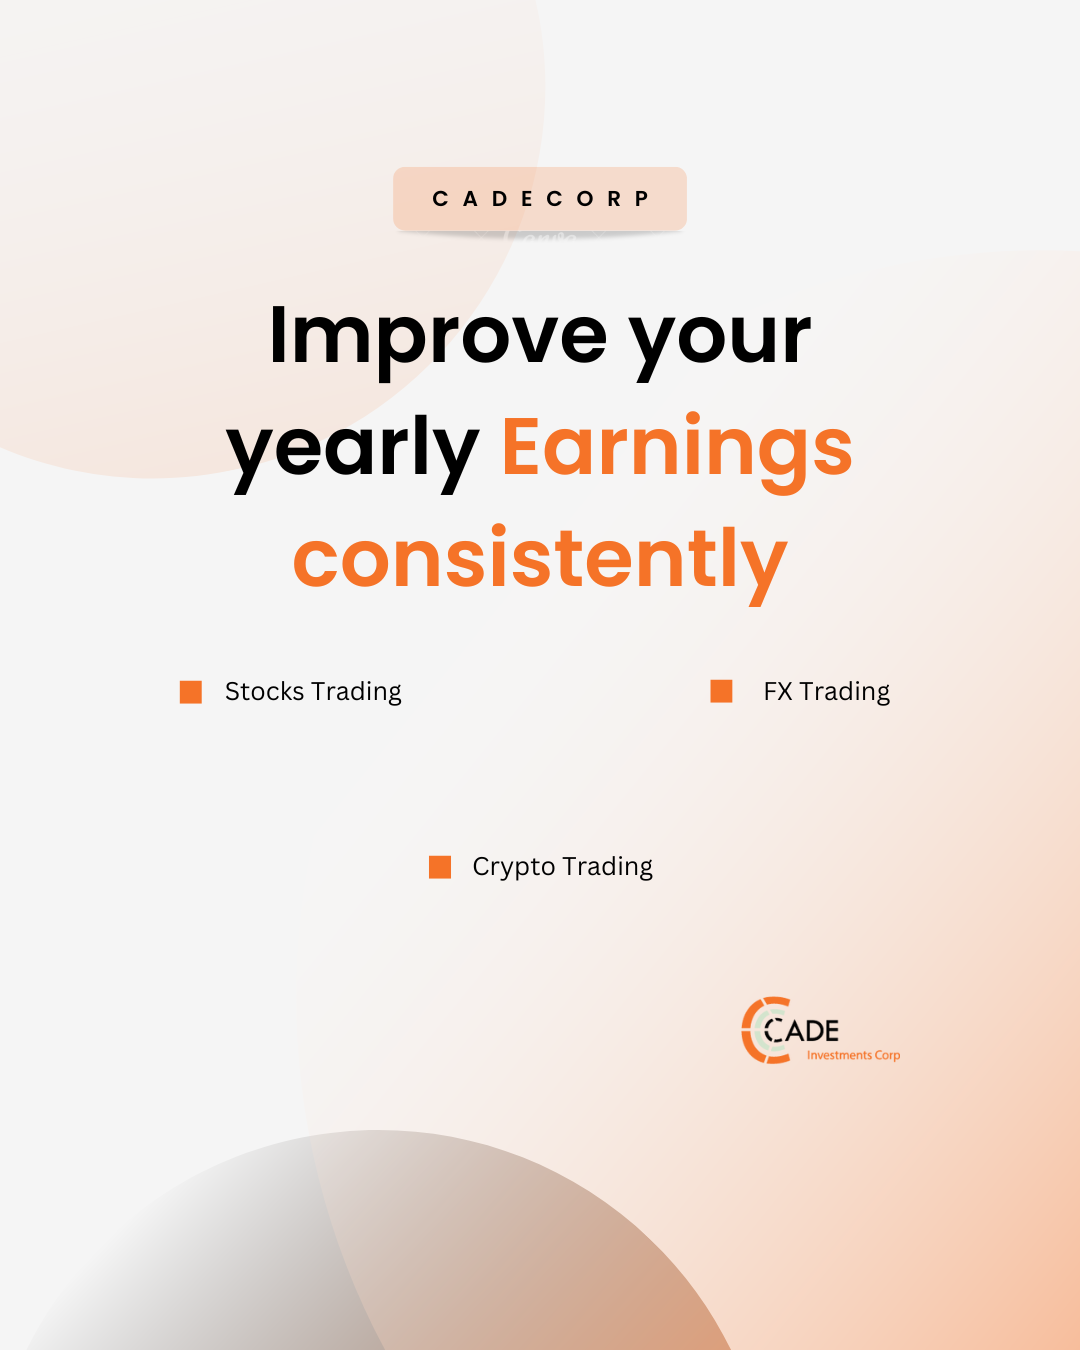 CADECORP
Improve your
yearly Earnings
consistently
Stocks Trading
FX Trading
Crypto Trading
CADE
Investments Corp